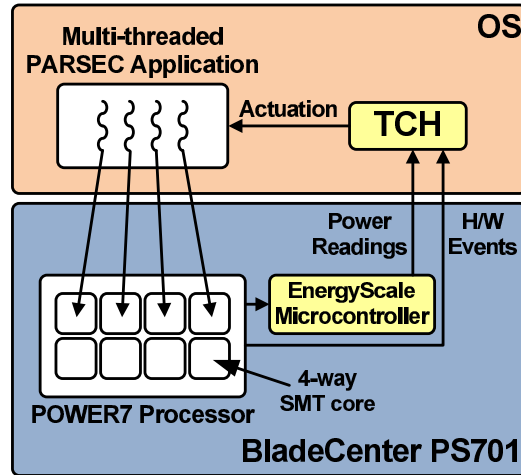 OS
Multi-threaded
PARSEC Application
Actuation
TCH
Power
Readings
H/W
Events
EnergyScale
Microcontroller
4-way
SMT core
POWER7 Processor
BladeCenter PS701